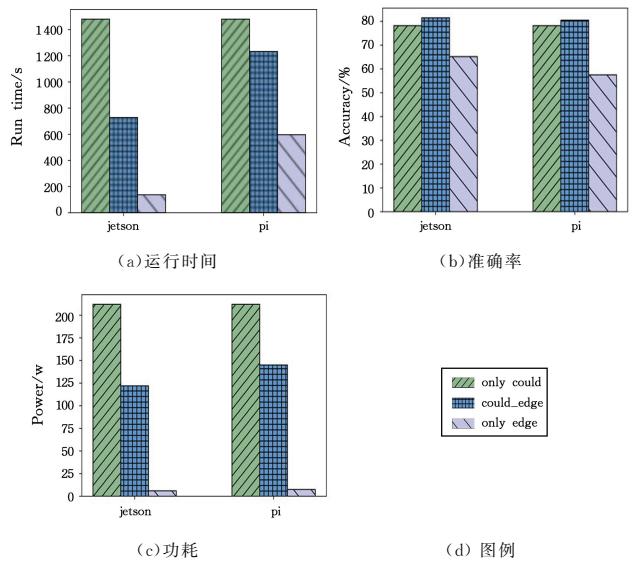 Run time/s
1400
1200
1000
800
600
400
200
0
jetson
pi
(a)运行时间
Accuracy/%
80
70
60
50
40
30
20
10
0
jetson
pi
(b)准确率
Power/w
200
175
150
125
100
75
50
25
0
jetson
pi
(c)功耗
only could
could_edge
only edge
(d) 图例